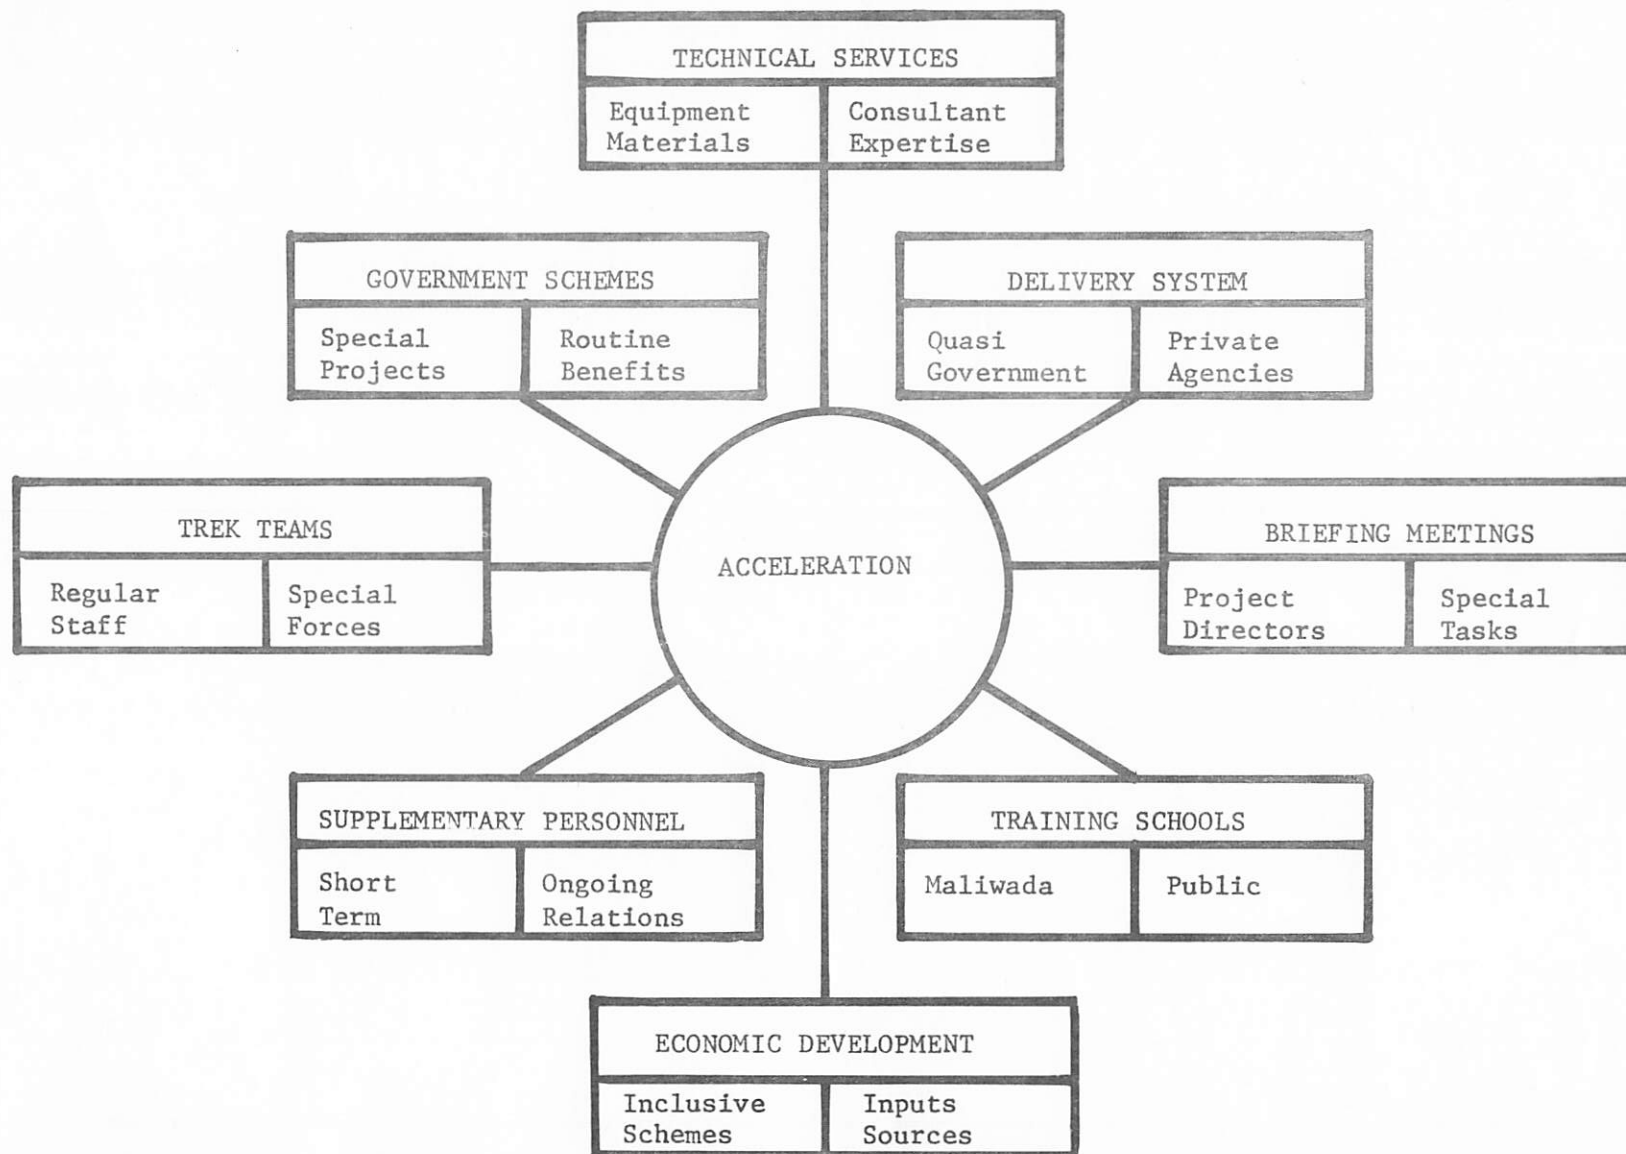 TECHNICAL SERVICES
Equipment
Materials
Consultant
Expertise
GOVERNMENT SCHEMES
Special
Projects
Routine
Benefits
DELIVERY SYSTEM
Quasi
Government
Private
Agencies
TREK TEAMS
Regular
Staff
Special
Forces
ACCELERATION
BRIEFING MEETINGS
Project
Directors
Special
Tasks
SUPPLEMENTARY PERSONNEL
Short
Term
Ongoing
Relations
TRAINING SCHOOLS
Maliwada
Public
ECONOMIC DEVELOPMENT
Inclusive
Schemes
Inputs
Sources